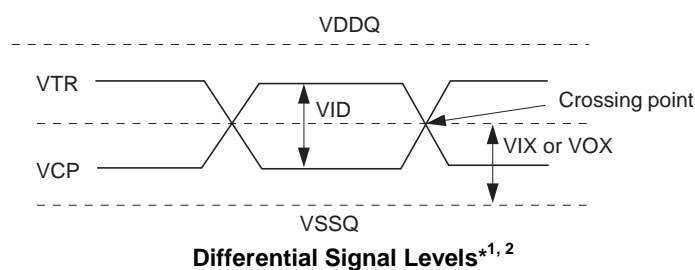 VDDQ
VTR
VID
Crossing point
VIX or VOX
VCP
VSSQ
Differential Signal Levels*1, 2